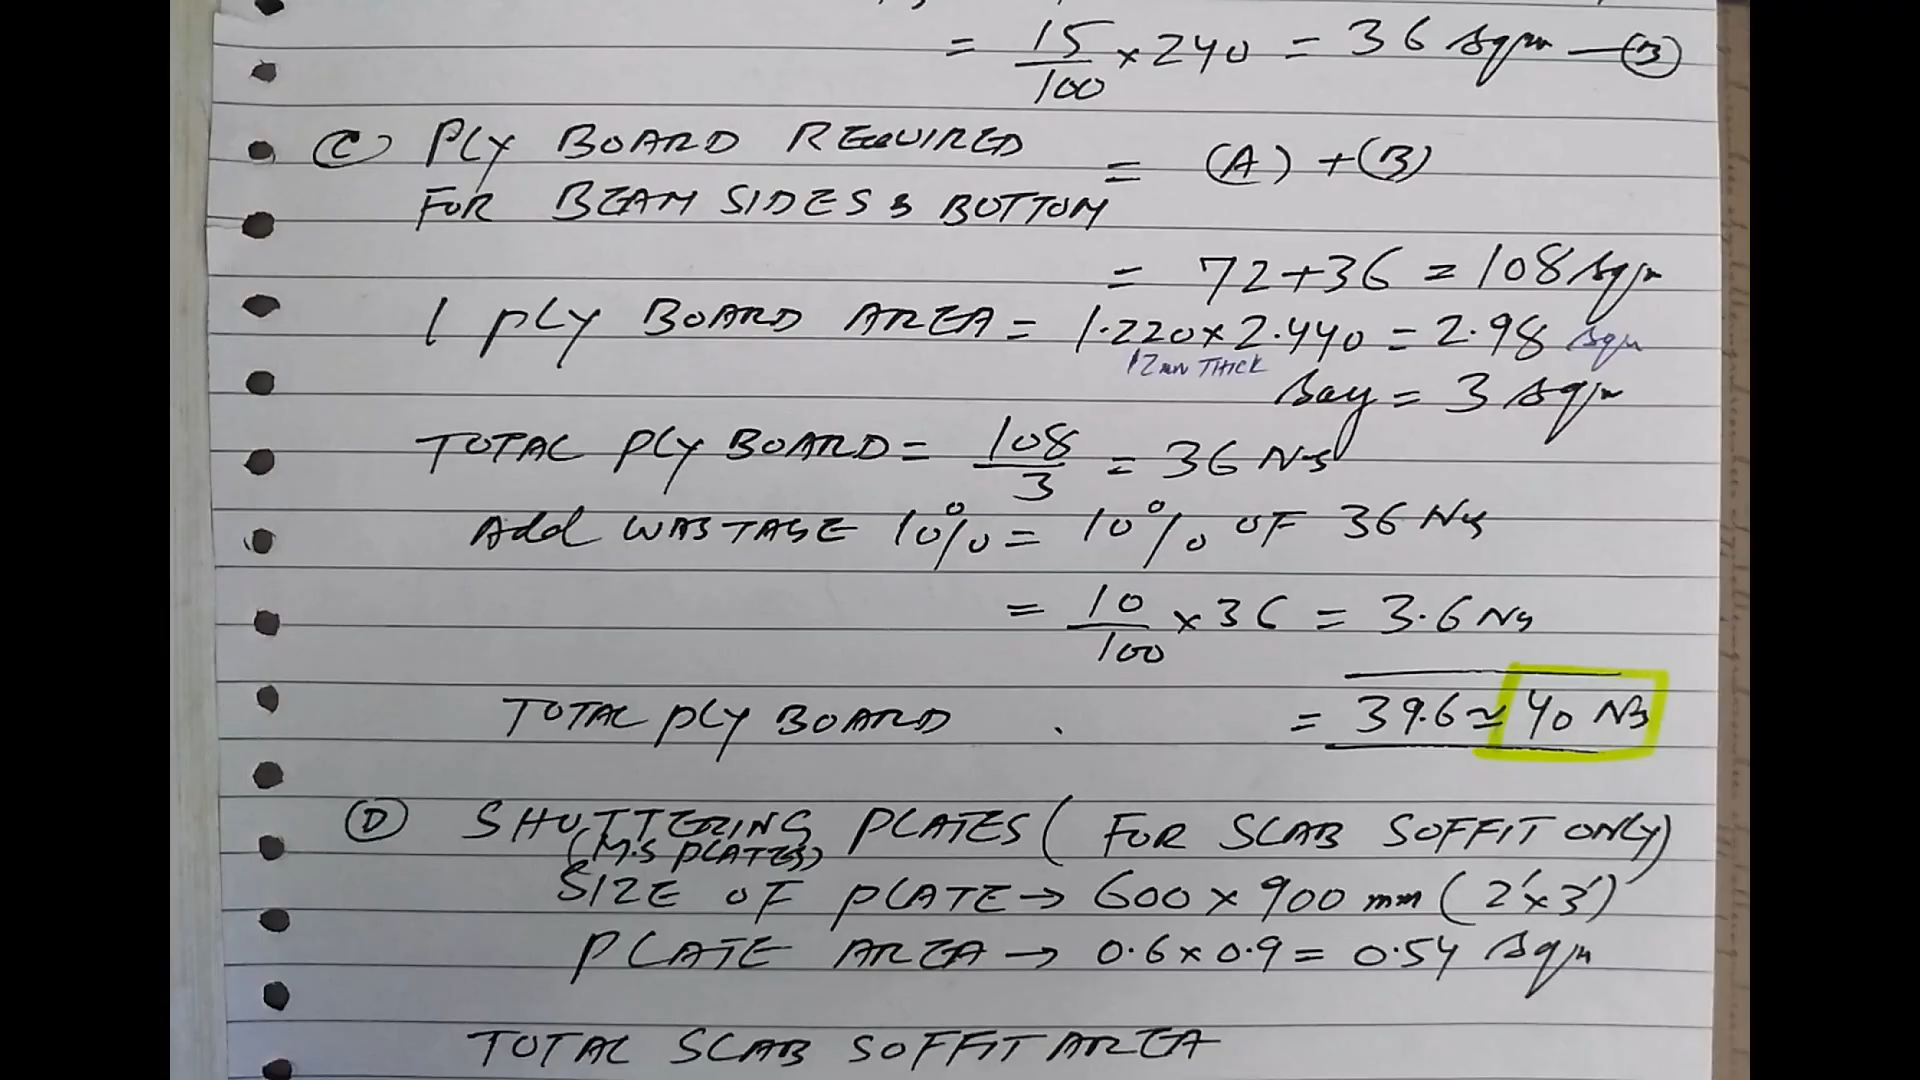 = 15/100 × 240 = 36 Sqm — (B)
(C) PLY BOARD REQUIRED
FOR BEAM SIDES & BOTTOM = (A) + (B)
= 72 + 36 = 108 Sqm
1 PLY BOARD AREA = 1.220 × 2.440 = 2.98 Sqm
12mm THICK
Say = 3 Sqm
TOTAL PLY BOARD = 108/3 = 36 Ns
Add WASTAGE 10% = 10% OF 36 Ns
= 10/100 × 36 = 3.6 Ns
TOTAL PLY BOARD = 39.6 ≈ 40 Ns
(D) SHUTTERING PLATES ( FOR SLAB SOFFIT ONLY)
(M.S PLATES)
SIZE OF PLATE → 600 × 900 mm ( 2' × 3')
PLATE AREA → 0.6 × 0.9 = 0.54 Sqm
TOTAL SLAB SOFFIT AREA